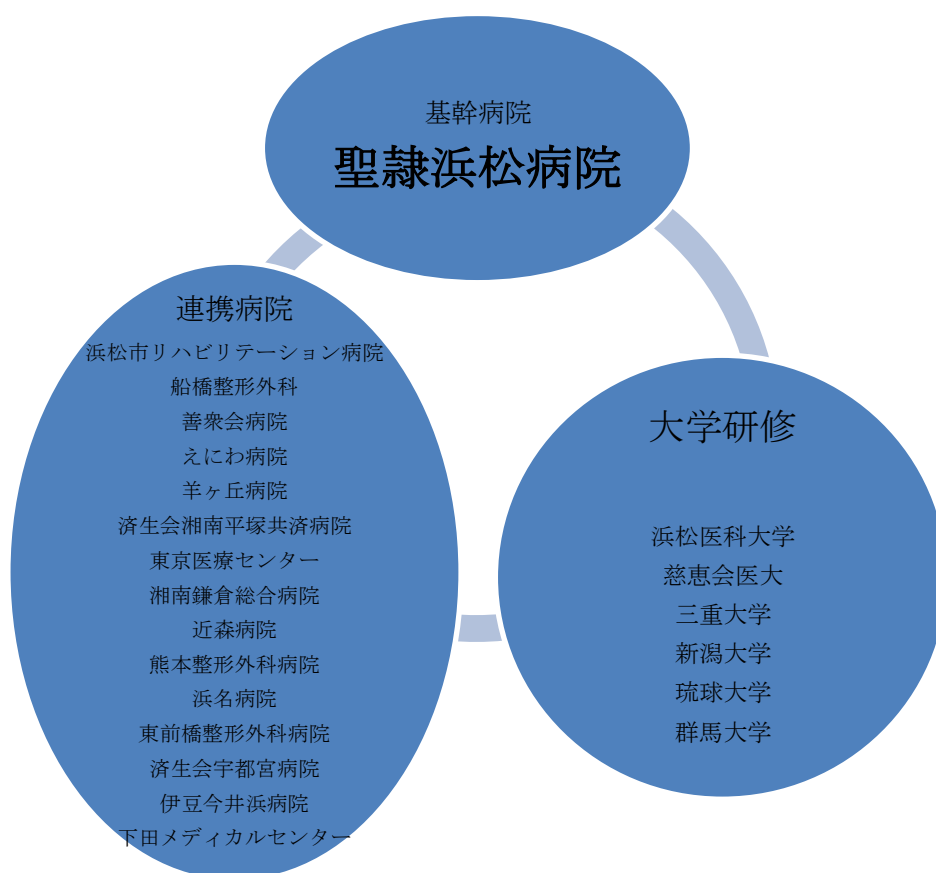 基幹病院
聖隷浜松病院
連携病院
浜松市リハビリテーション病院
船橋整形外科
善衆会病院
えにわ病院
羊ヶ丘病院
済生会湘南平塚共済病院
東京医療センター
湘南鎌倉総合病院
近森病院
熊本整形外科病院
浜名病院
東前橋整形外科病院
済生会宇都宮病院
伊豆今井浜病院
下田メディカルセンター
大学研修
浜松医科大学
慈恵会医大
三重大学
新潟大学
琉球大学
群馬大学